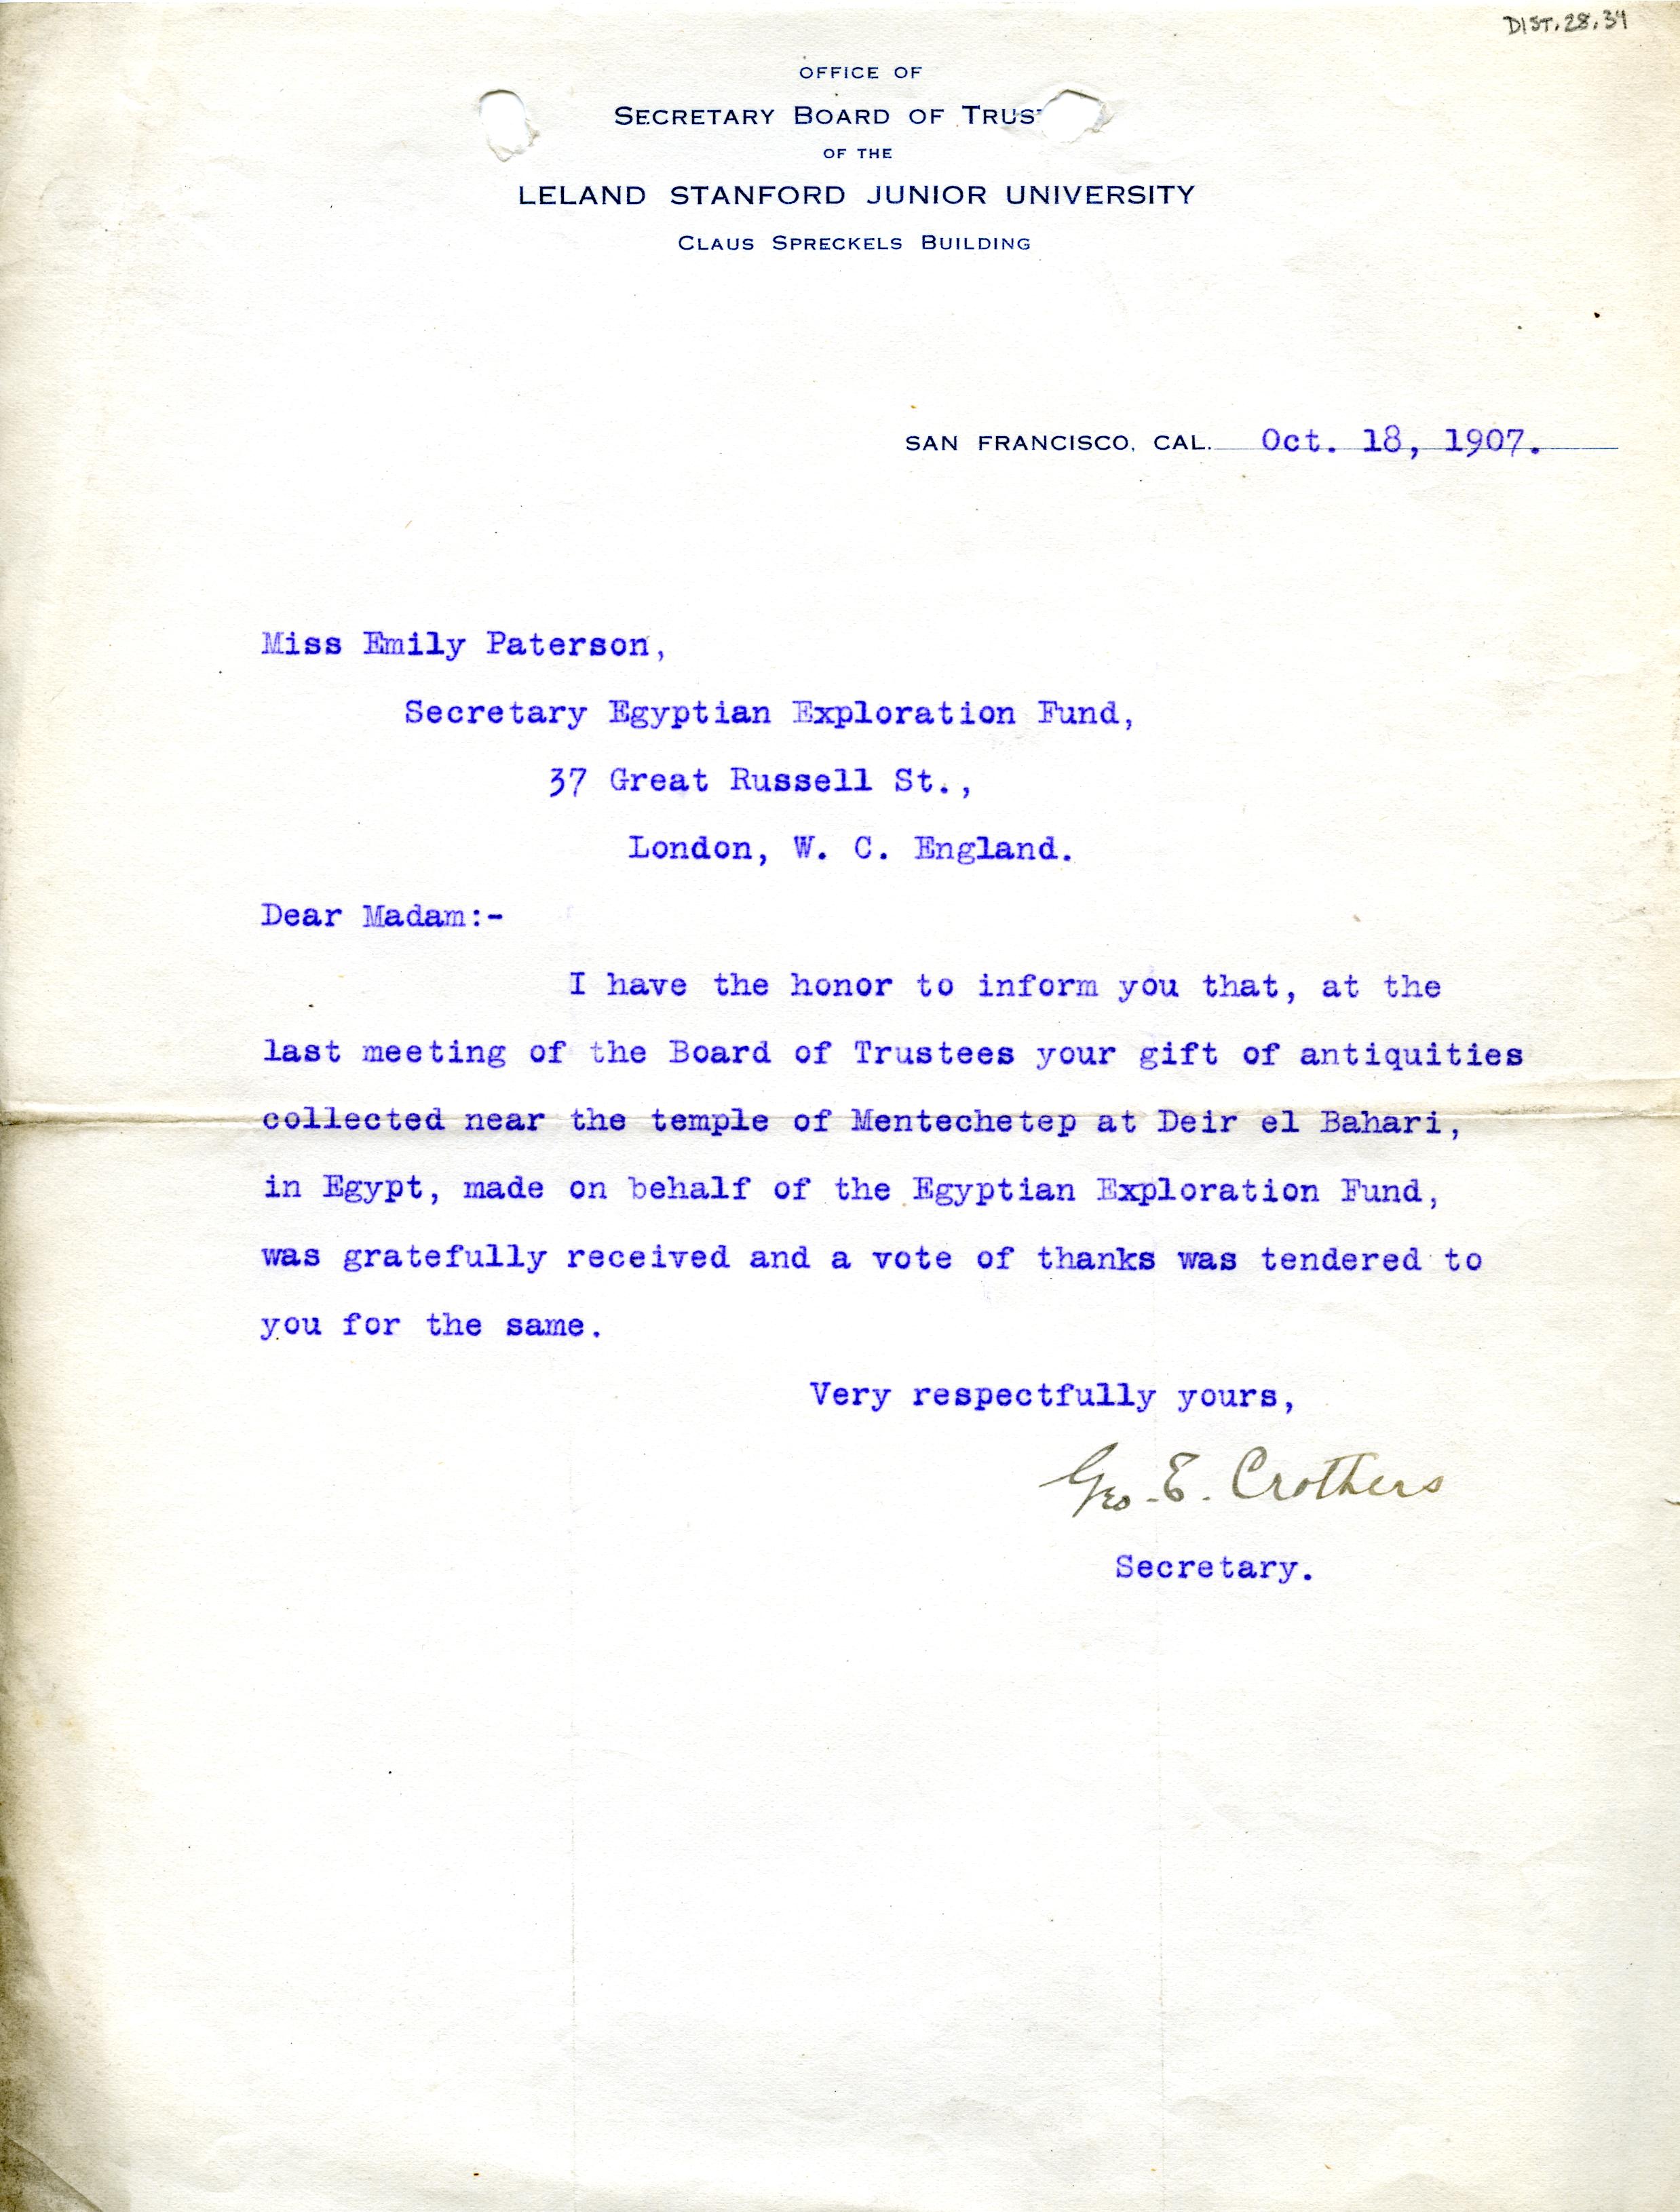 DIST.28.34
OFFICE OF
SECRETARY BOARD OF TRUS
OF THE
LELAND STANFORD JUNIOR UNIVERSITY
CLAUS SPRECKELS BUILDING
SAN FRANCISCO, CAL. Oct. 18, 1907.
Miss Emily Paterson,
Secretary Egyptian Exploration Fund,
37 Great Russell St.,
London, W. C. England.
Dear Madam:-
I have the honor to inform you that, at the
last meeting of the Board of Trustees your gift of antiquities
collected near the temple of Mentechetep at Deir el Bahari,
in Egypt, made on behalf of the Egyptian Exploration Fund,
was gratefully received and a vote of thanks was tendered to
you for the same.
Very respectfully yours,
Geo. E. Crothers
Secretary.